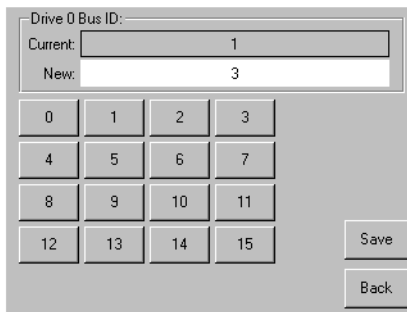 Drive 0 Bus ID:
Current: 1
New: 3
0 1 2 3
4 5 6 7
8 9 10 11
12 13 14 15
Save
Back